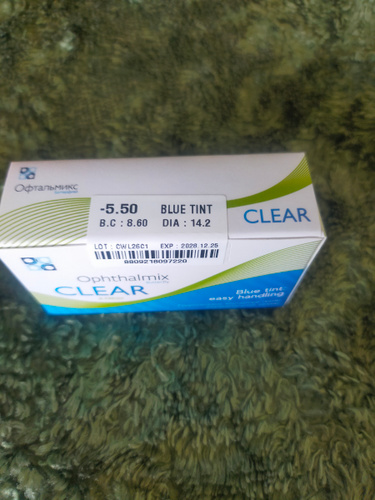 Офтальмикс
-5.50 BLUE TINT
B.C : 8.60 DIA : 14.2
CLEAR
LOT : CWL26C1 EXP : 2028.12.25
8809218097220
Ophthalmix
CLEAR
Blue tint
easy handling